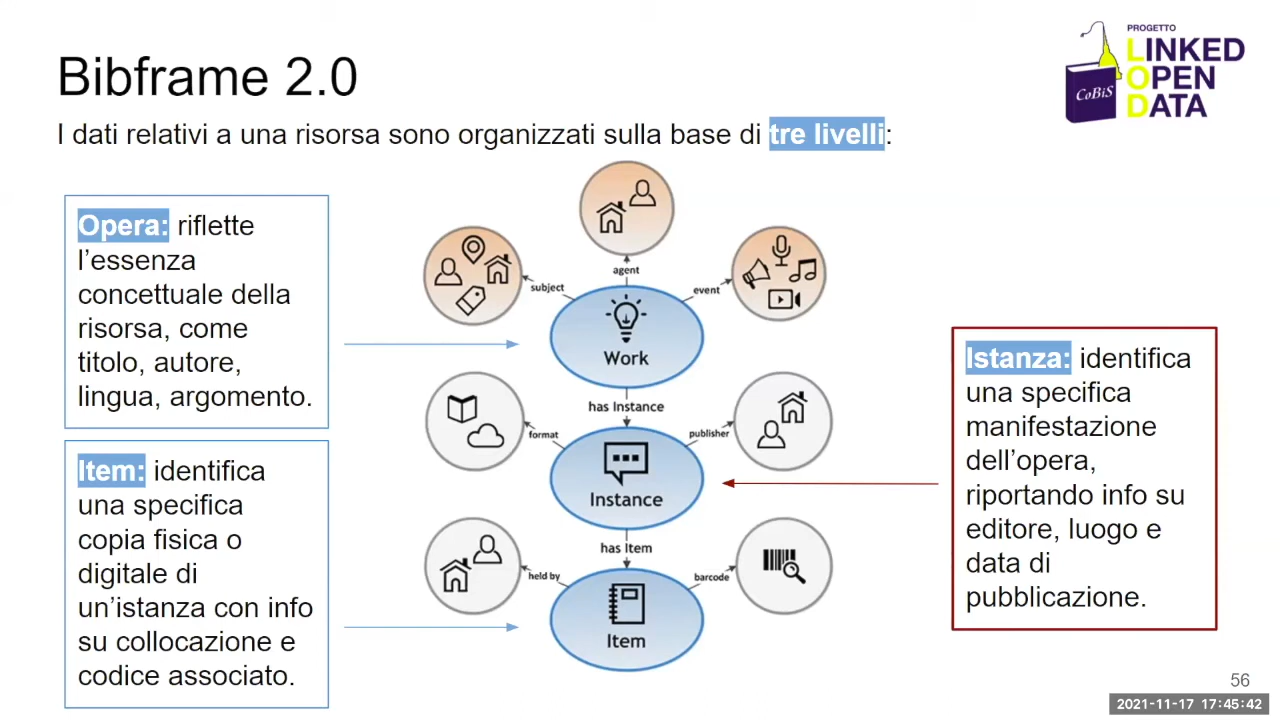 Bibframe 2.0
PROGETTO
LINKED
OPEN
DATA
CoBiS
I dati relativi a una risorsa sono organizzati sulla base di tre livelli:
Opera: riflette
l'essenza
concettuale della
risorsa, come
titolo, autore,
lingua, argomento.
Item: identifica
una specifica
copia fisica o
digitale di
un'istanza con info
su collocazione e
codice associato.
agent
subject
event
Work
has Instance
format
publisher
Instance
has Item
held by
barcode
Item
Istanza: identifica
una specifica
manifestazione
dell'opera,
riportando info su
editore, luogo e
data di
pubblicazione.
56
2021-11-17 17:45:42